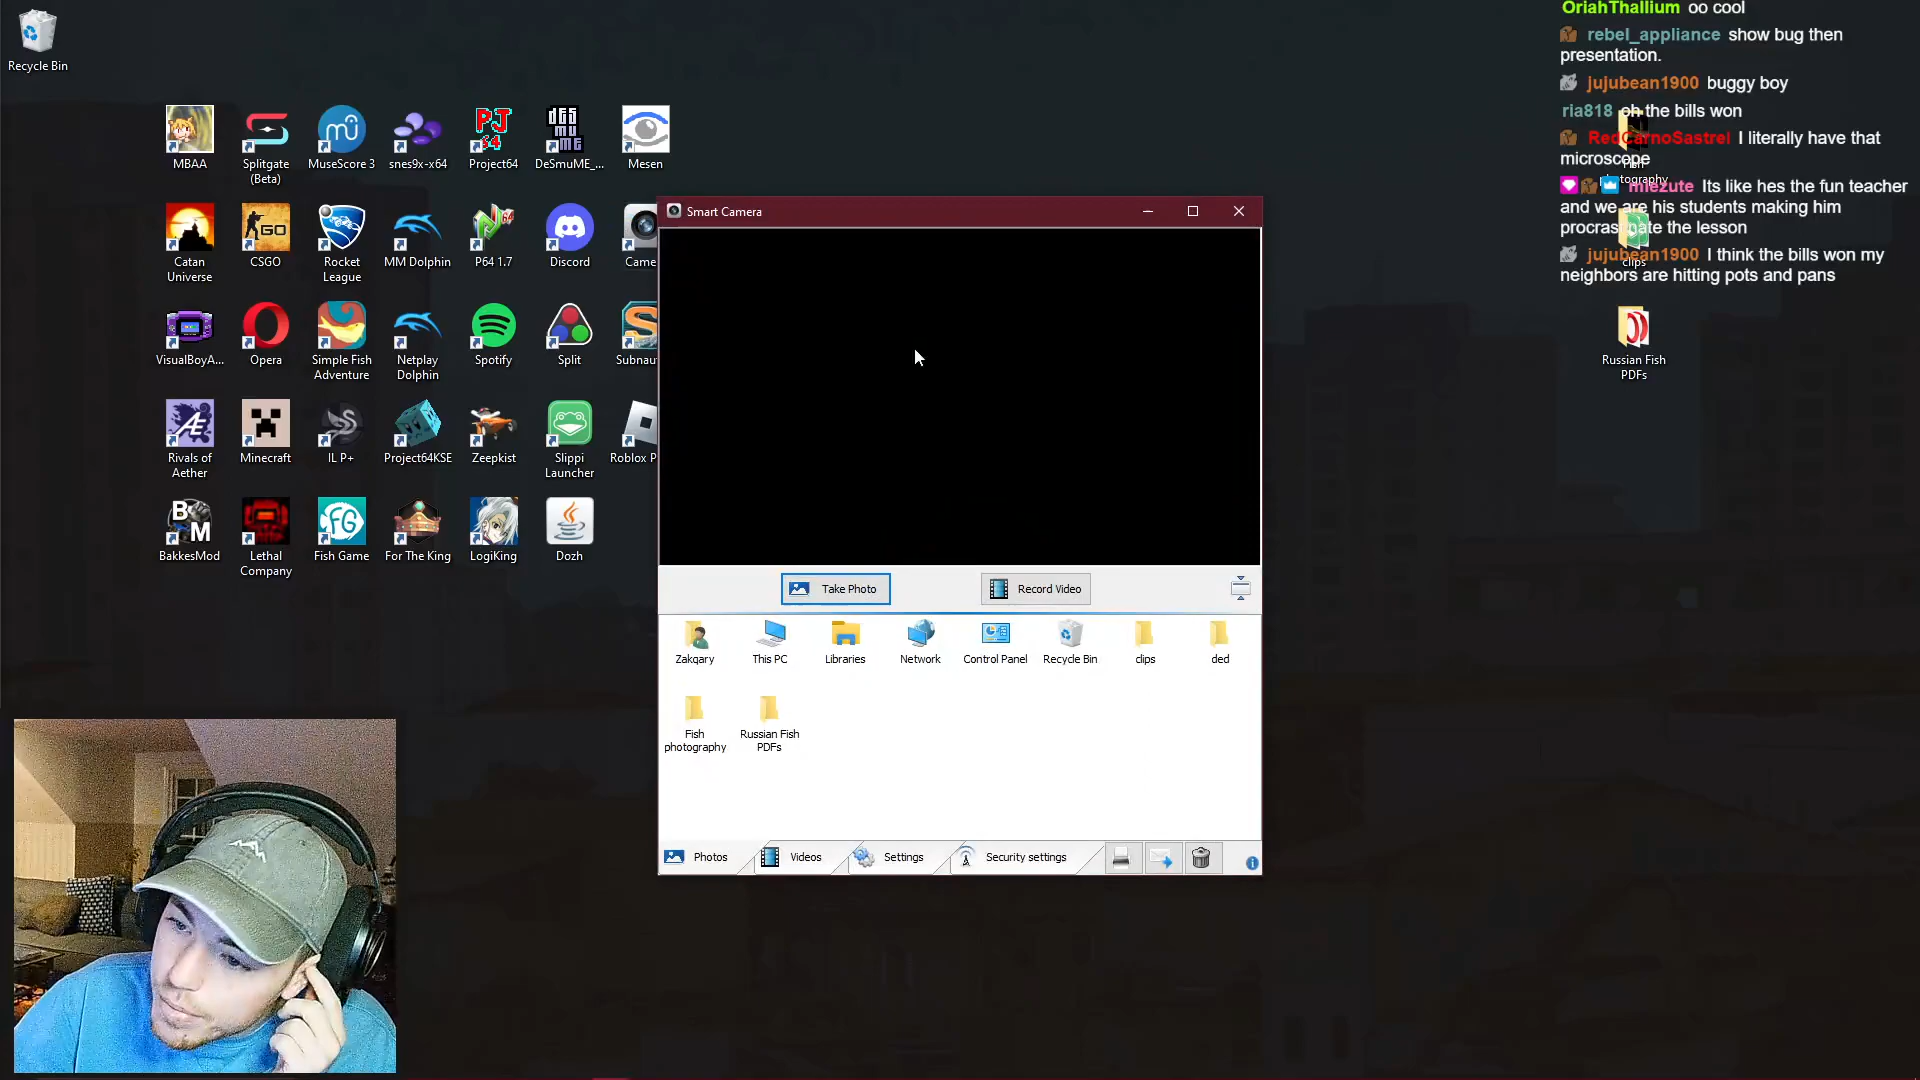 Recycle Bin
MBAA
Splitgate
(Beta)
MuseScore 3
snes9x-x64
PJ
64
Project64
DeSmuME_...
Mesen
Catan
Universe
GO
CSGO
Rocket
League
MM Dolphin
P64 1.7
Discord
Came
VisualBoyA...
Opera
Simple Fish
Adventure
Netplay
Dolphin
Spotify
Split
Subnaut
Rivals of
Aether
Minecraft
IL P+
Project64KSE
Zeepkist
Slippi
Launcher
Roblox P
B
M
BakkesMod
Lethal
Company
FG
Fish Game
For The King
LogiKing
Dozh
Smart Camera
Take Photo
Record Video
Zakqary
This PC
Libraries
Network
Control Panel
Recycle Bin
clips
ded
Fish
photography
Russian Fish
PDFs
Photos
Videos
Settings
Security settings
OriahThallium oo cool
rebel_appliance show bug then
presentation.
jujubean1900 buggy boy
ria818 oh the bills won
RedCarnoSastrel I literally have that
microscope
miezute Its like hes the fun teacher
and we are his students making him
procrastinate the lesson
jujubean1900 I think the bills won my
neighbors are hitting pots and pans
clips
Russian Fish
PDFs